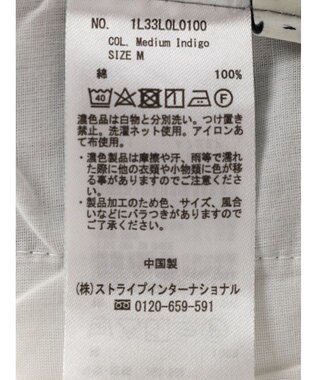 NO. 1L33L0L0100
COL. Medium Indigo
SIZE M
綿 100%
40
F
濃色品は白物と分別洗い。つけ置き
禁止。洗濯ネット使用。アイロンあ
て布使用。
・濃色製品は摩擦や汗、雨等で濡れ
た際に他の衣類や小物類に色が移
る事がありますのでご注意くださ
い。
・製品加工のため色、サイズ、風合
いなどにバラつきがありますので
ご了承ください。
中国製
(株)ストライプインターナショナル
0120-659-591